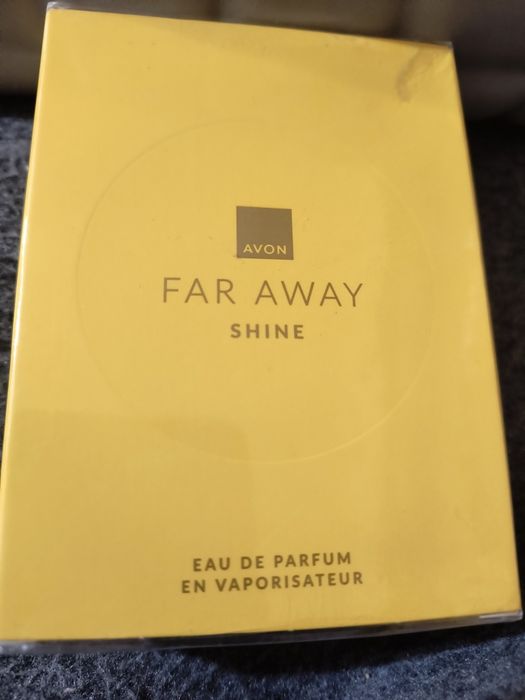 AVON
FAR AWAY
SHINE
EAU DE PARFUM
EN VAPORISATEUR